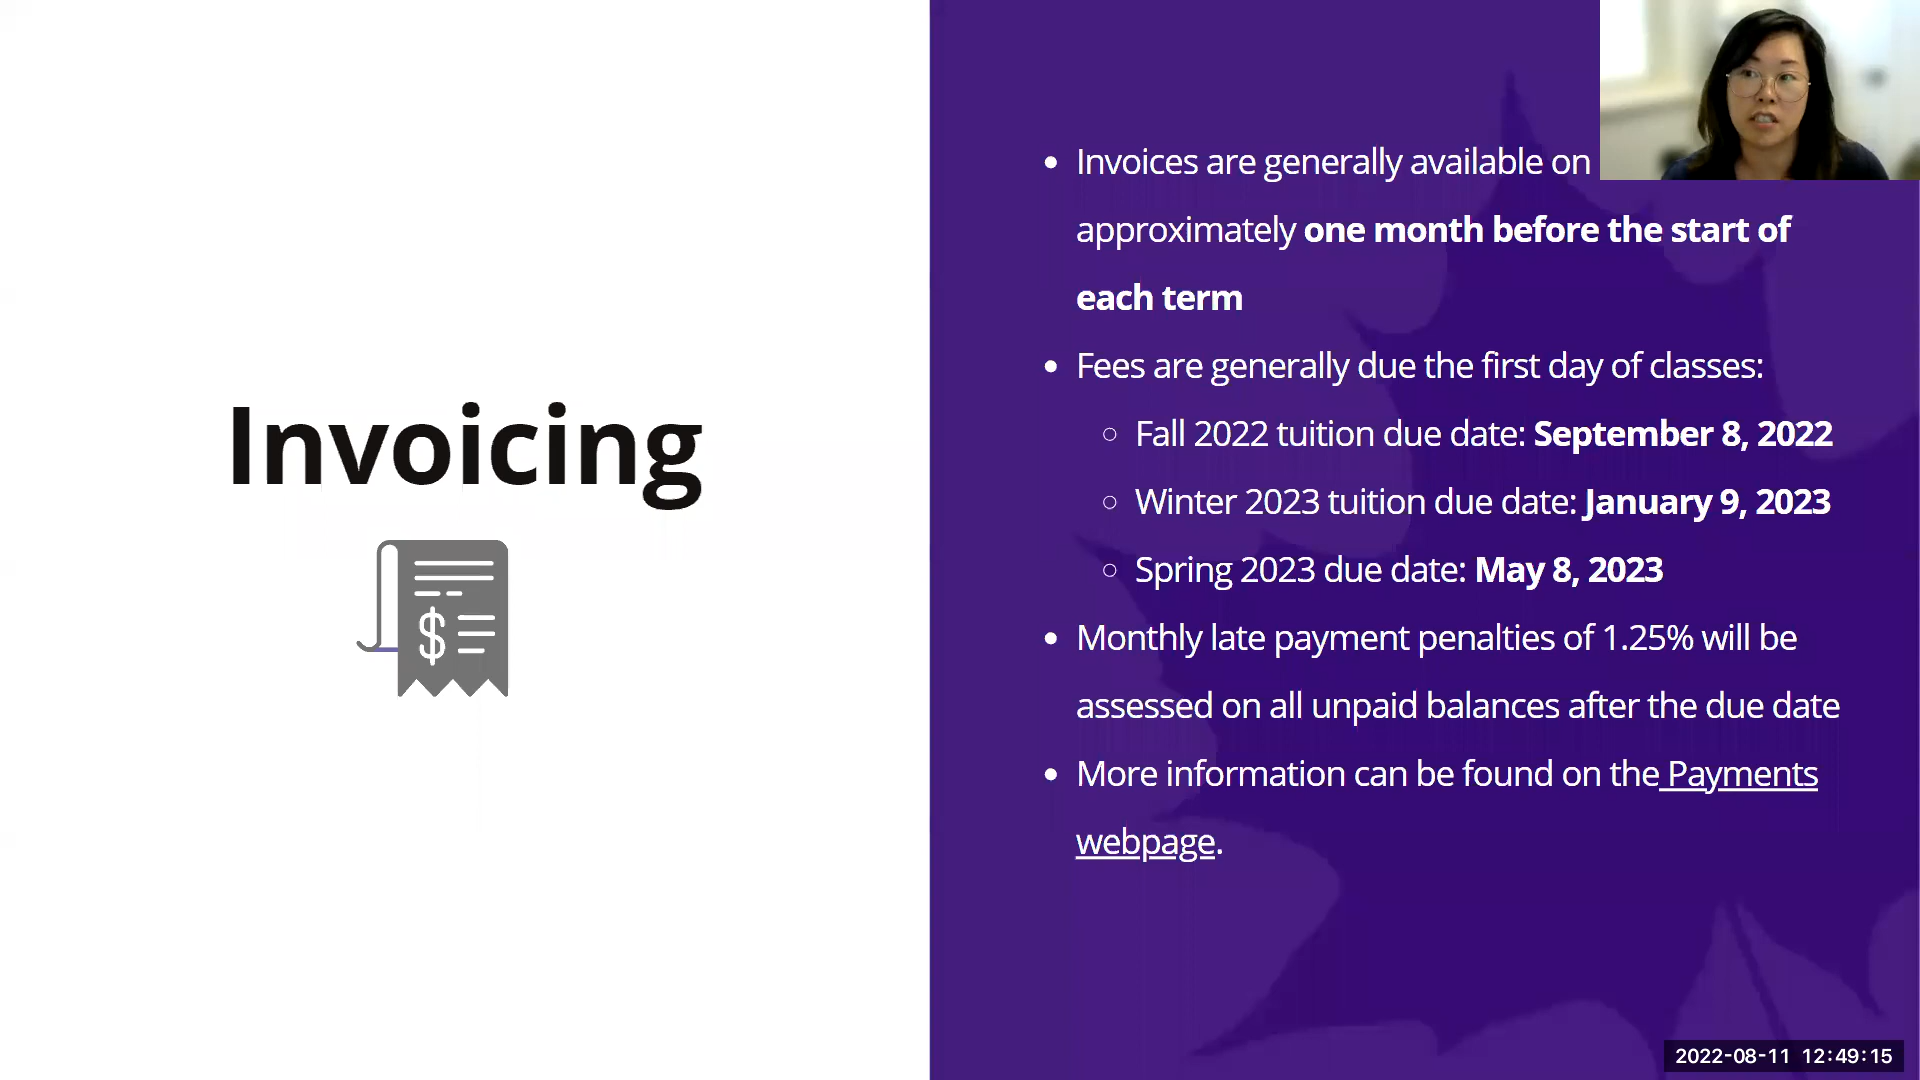 Invoicing
$
• Invoices are generally available on
approximately one month before the start of
each term
• Fees are generally due the first day of classes:
○ Fall 2022 tuition due date: September 8, 2022
○ Winter 2023 tuition due date: January 9, 2023
○ Spring 2023 due date: May 8, 2023
• Monthly late payment penalties of 1.25% will be
assessed on all unpaid balances after the due date
• More information can be found on the Payments
webpage.
2022-08-11 12:49:15